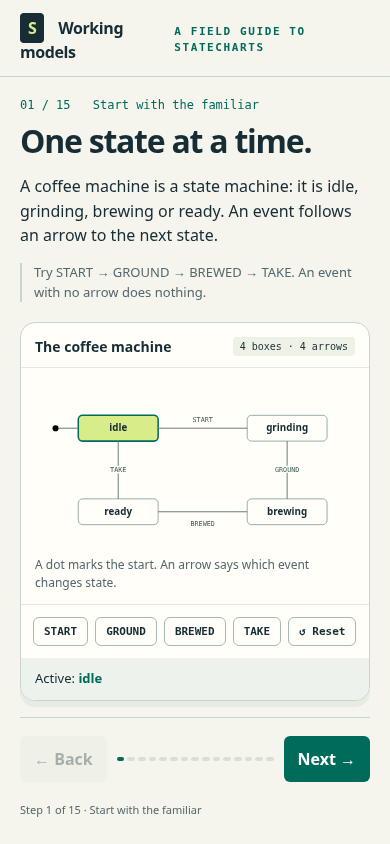 S Working models
A FIELD GUIDE TO
STATECHARTS
01 / 15 Start with the familiar
One state at a time.
A coffee machine is a state machine: it is idle,
grinding, brewing or ready. An event follows
an arrow to the next state.
Try START → GROUND → BREWED → TAKE. An event
with no arrow does nothing.
The coffee machine
4 boxes · 4 arrows
idle
START
grinding
TAKE
GROUND
ready
BREWED
brewing
A dot marks the start. An arrow says which event
changes state.
START GROUND BREWED TAKE ↺ Reset
Active: idle
← Back
Next →
Step 1 of 15 · Start with the familiar